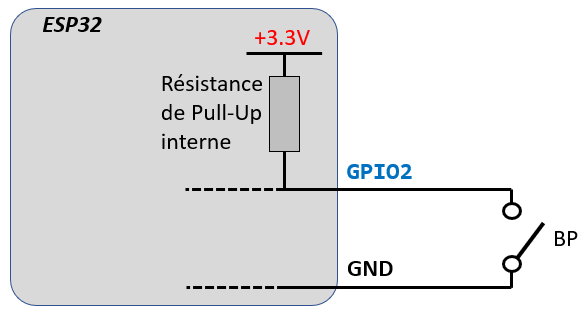 ESP32
+3.3V
Résistance
de Pull-Up
interne
GPIO2
BP
GND